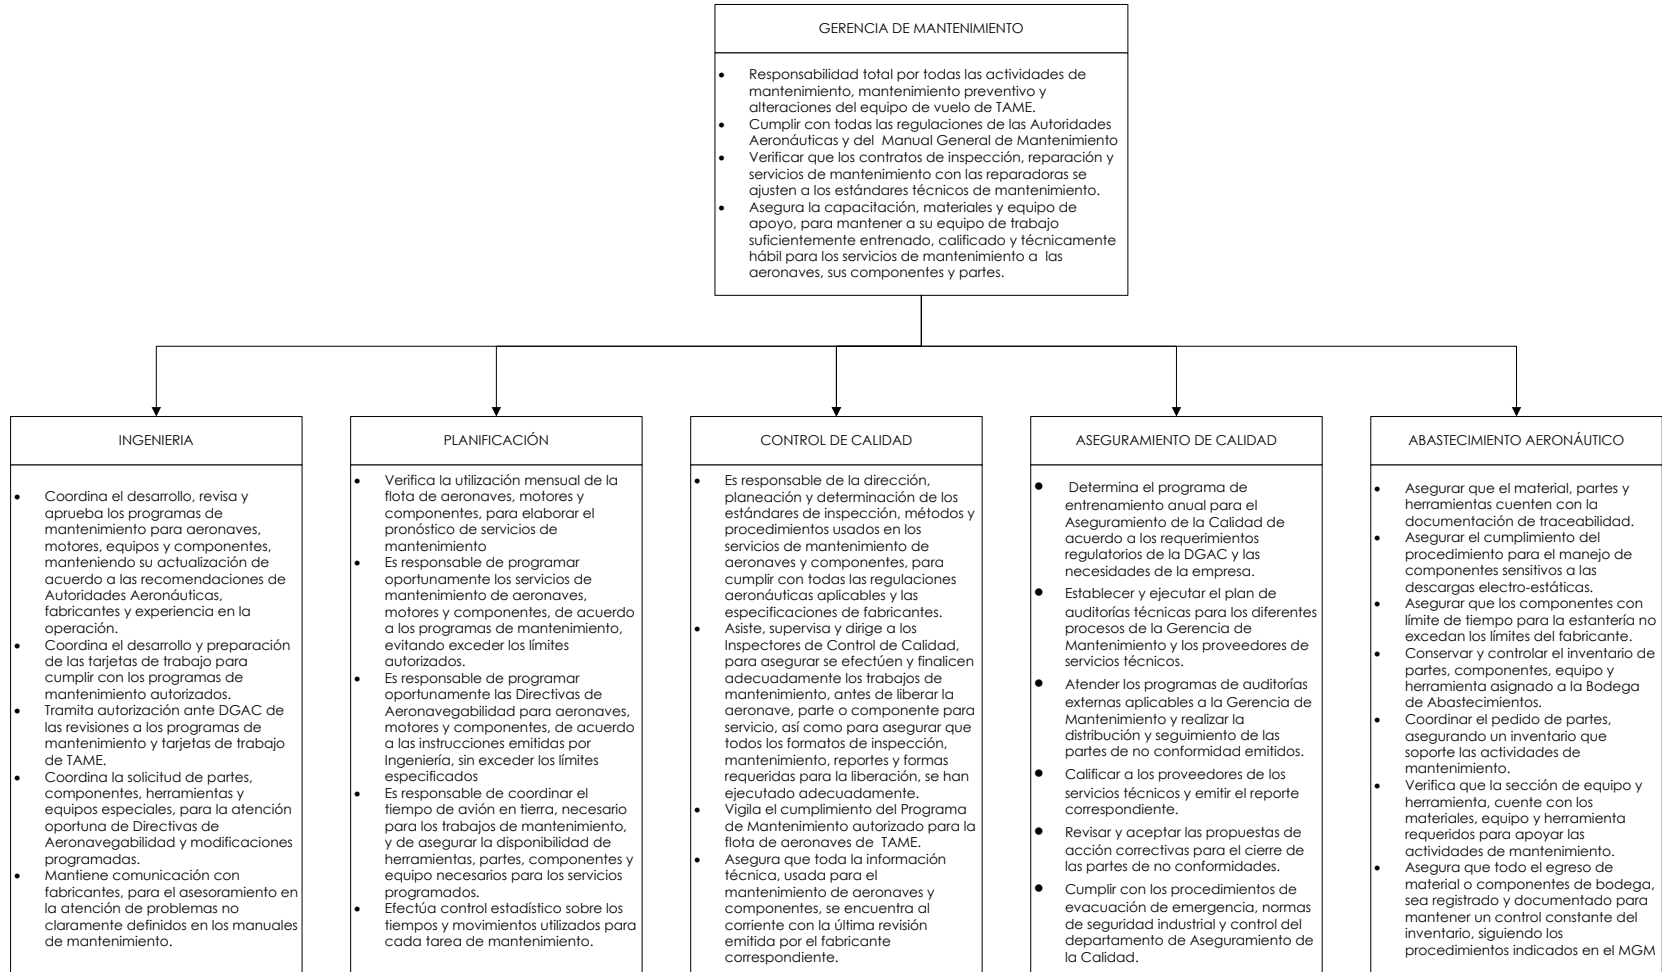 GERENCIA DE MANTENIMIENTO
• Responsabilidad total por todas las actividades de
mantenimiento, mantenimiento preventivo y
alteraciones del equipo de vuelo de TAME.
• Cumplir con todas las regulaciones de las Autoridades
Aeronáuticas y del Manual General de Mantenimiento
• Verificar que los contratos de inspección, reparación y
servicios de mantenimiento con las reparadoras se
ajusten a los estándares técnicos de mantenimiento.
• Asegura la capacitación, materiales y equipo de
apoyo, para mantener a su equipo de trabajo
suficientemente entrenado, calificado y técnicamente
hábil para los servicios de mantenimiento a las
aeronaves, sus componentes y partes.
INGENIERIA
• Coordina el desarrollo, revisa y
aprueba los programas de
mantenimiento para aeronaves,
motores, equipos y componentes,
manteniendo su actualización de
acuerdo a las recomendaciones de
Autoridades Aeronáuticas,
fabricantes y experiencia en la
operación.
• Coordina el desarrollo y preparación
de las tarjetas de trabajo para
cumplir con los programas de
mantenimiento autorizados.
• Tramita autorización ante DGAC de
las revisiones a los programas de
mantenimiento y tarjetas de trabajo
de TAME.
• Coordina la solicitud de partes,
componentes, herramientas y
equipos especiales, para la atención
oportuna de Directivas de
Aeronavegabilidad y modificaciones
programadas.
• Mantiene comunicación con
fabricantes, para el asesoramiento en
la atención de problemas no
claramente definidos en los manuales
de mantenimiento.
PLANIFICACIÓN
• Verifica la utilización mensual de la
flota de aeronaves, motores y
componentes, para elaborar el
pronóstico de servicios de
mantenimiento
• Es responsable de programar
oportunamente los servicios de
mantenimiento de aeronaves,
motores y componentes, de acuerdo
a los programas de mantenimiento,
evitando exceder los límites
autorizados.
• Es responsable de programar
oportunamente las Directivas de
Aeronavegabilidad para aeronaves,
motores y componentes, de acuerdo
a las instrucciones emitidas por
Ingeniería, sin exceder los límites
especificados
• Es responsable de coordinar el
tiempo de avión en tierra, necesario
para los trabajos de mantenimiento,
y de asegurar la disponibilidad de
herramientas, partes, componentes y
equipo necesarios para los servicios
programados.
• Efectúa control estadístico sobre los
tiempos y movimientos utilizados para
cada tarea de mantenimiento.
CONTROL DE CALIDAD
• Es responsable de la dirección,
planeación y determinación de los
estándares de inspección, métodos y
procedimientos usados en los
servicios de mantenimiento de
aeronaves y componentes, para
cumplir con todas las regulaciones
aeronáuticas aplicables y las
especificaciones de fabricantes.
• Asiste, supervisa y dirige a los
Inspectores de Control de Calidad,
para asegurar se efectúen y finalicen
adecuadamente los trabajos de
mantenimiento, antes de liberar la
aeronave, parte o componente para
servicio, así como para asegurar que
todos los formatos de inspección,
mantenimiento, reportes y formas
requeridas para la liberación, se han
ejecutado adecuadamente.
• Vigila el cumplimiento del Programa
de Mantenimiento autorizado para la
flota de aeronaves de TAME.
• Asegura que toda la información
técnica, usada para el
mantenimiento de aeronaves y
componentes, se encuentra al
corriente con la última revisión
emitida por el fabricante
correspondiente.
ASEGURAMIENTO DE CALIDAD
• Determina el programa de
entrenamiento anual para el
Aseguramiento de la Calidad de
acuerdo a los requerimientos
regulatorios de la DGAC y las
necesidades de la empresa.
• Establecer y ejecutar el plan de
auditorías técnicas para los diferentes
procesos de la Gerencia de
Mantenimiento y los proveedores de
servicios técnicos.
• Atender los programas de auditorías
externas aplicables a la Gerencia de
Mantenimiento y realizar la
distribución y seguimiento de las
partes de no conformidad emitidos.
• Calificar a los proveedores de los
servicios técnicos y emitir el reporte
correspondiente.
• Revisar y aceptar las propuestas de
acción correctivas para el cierre de
las partes de no conformidades.
• Cumplir con los procedimientos de
evacuación de emergencia, normas
de seguridad industrial y control del
departamento de Aseguramiento de
la Calidad.
ABASTECIMIENTO AERONÁUTICO
• Asegurar que el material, partes y
herramientas cuenten con la
documentación de traceabilidad.
• Asegurar el cumplimiento del
procedimiento para el manejo de
componentes sensitivos a las
descargas electro-estáticas.
• Asegurar que los componentes con
límite de tiempo para la estantería no
excedan los límites del fabricante.
• Conservar y controlar el inventario de
partes, componentes, equipo y
herramienta asignado a la Bodega
de Abastecimientos.
• Coordinar el pedido de partes,
asegurando un inventario que
soporte las actividades de
mantenimiento.
• Verifica que la sección de equipo y
herramienta, cuente con los
materiales, equipo y herramienta
requeridos para apoyar las
actividades de mantenimiento.
• Asegura que todo el egreso de
material o componentes de bodega,
sea registrado y documentado para
mantener un control constante del
inventario, siguiendo los
procedimientos indicados en el MGM